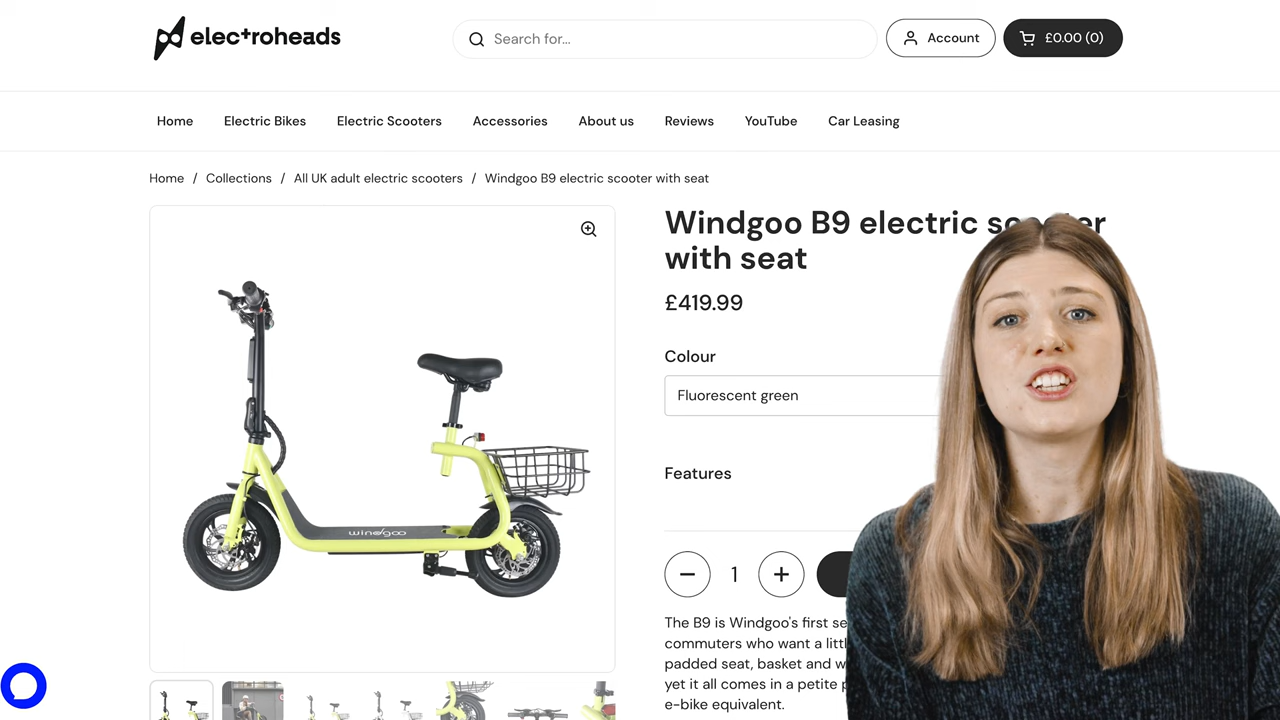 electroheads
Search for...
Account
£0.00 (0)
Home
Electric Bikes
Electric Scooters
Accessories
About us
Reviews
YouTube
Car Leasing
Home / Collections / All UK adult electric scooters / Windgoo B9 electric scooter with seat
Windgoo B9 electric scooter
with seat
£419.99
Colour
Fluorescent green
Features
windgoo
1
The B9 is Windgoo's first
commuters who want a
padded seat, basket and
yet it all comes in a petite
e-bike equivalent.